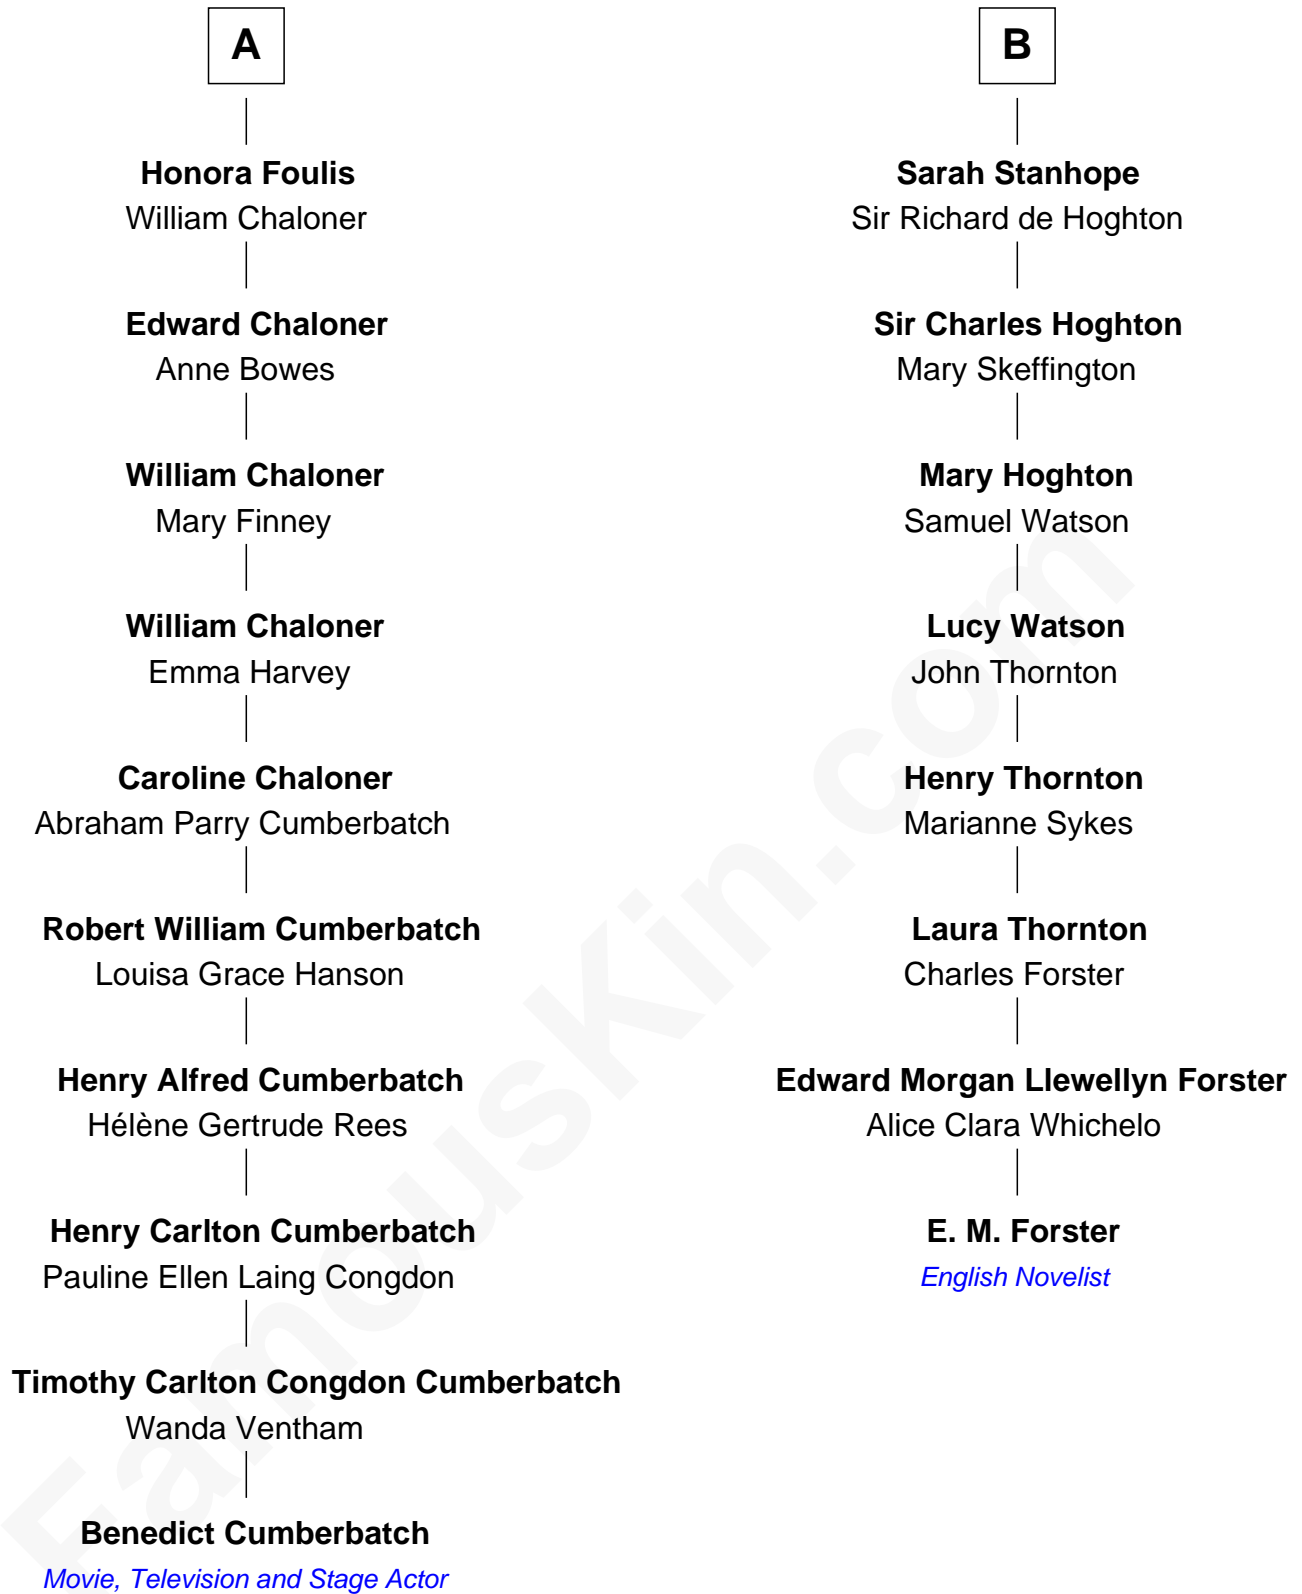 A
Honora Foulis
William Chaloner
Edward Chaloner
Anne Bowes
William Chaloner
Mary Finney
William Chaloner
Emma Harvey
Caroline Chaloner
Abraham Parry Cumberbatch
Robert William Cumberbatch
Louisa Grace Hanson
Henry Alfred Cumberbatch
Hélène Gertrude Rees
Henry Carlton Cumberbatch
Pauline Ellen Laing Congdon
Timothy Carlton Congdon Cumberbatch
Wanda Ventham
Benedict Cumberbatch
Movie, Television and Stage Actor
B
Sarah Stanhope
Sir Richard de Hoghton
Sir Charles Hoghton
Mary Skeffington
Mary Hoghton
Samuel Watson
Lucy Watson
John Thornton
Henry Thornton
Marianne Sykes
Laura Thornton
Charles Forster
Edward Morgan Llewellyn Forster
Alice Clara Whichelo
E. M. Forster
English Novelist
FamousKin.com